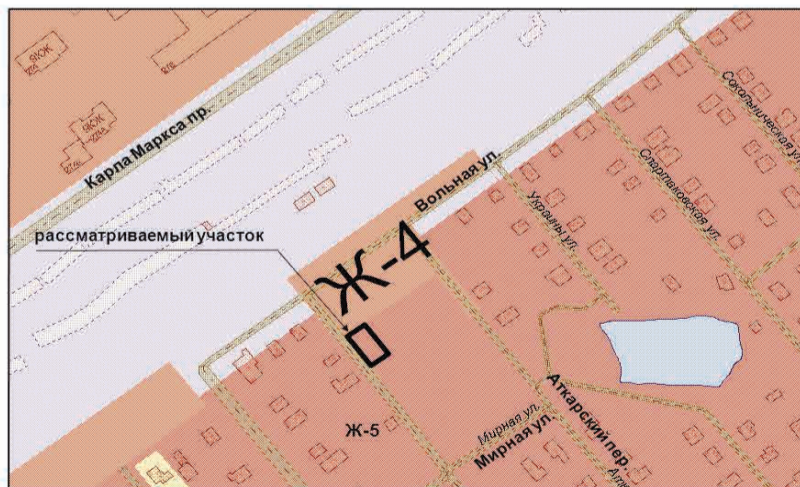 Карла Маркса пр.
рассматриваемый участок
Вольная ул.
Сокольническая ул.
Спартаковская ул.
Украины ул.
Ж-4
Ж-5
Мирная ул.
Мирная ул.
Аткарский пер.